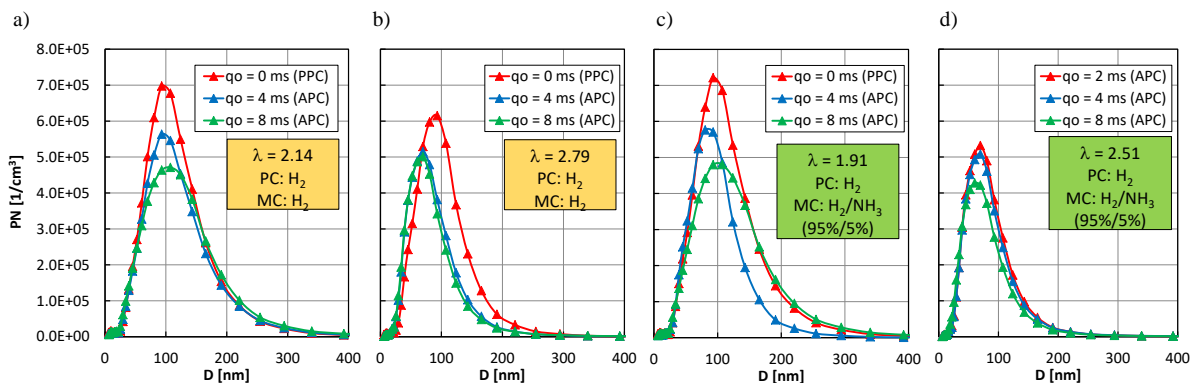 a)
b)
c)
d)
PN [1/cm³]
8.0E+05
7.0E+05
6.0E+05
5.0E+05
4.0E+05
3.0E+05
2.0E+05
1.0E+05
0.0E+00
qo = 0 ms (PPC)
qo = 4 ms (APC)
qo = 8 ms (APC)
λ = 2.14
PC: H₂
MC: H₂
0 100 200 300 400
D [nm]
qo = 0 ms (PPC)
qo = 4 ms (APC)
qo = 8 ms (APC)
λ = 2.79
PC: H₂
MC: H₂
0 100 200 300 400
D [nm]
qo = 0 ms (PPC)
qo = 4 ms (APC)
qo = 8 ms (APC)
λ = 1.91
PC: H₂
MC: H₂/NH₃
(95%/5%)
0 100 200 300 400
D [nm]
qo = 2 ms (APC)
qo = 4 ms (APC)
qo = 8 ms (APC)
λ = 2.51
PC: H₂
MC: H₂/NH₃
(95%/5%)
0 100 200 300 400
D [nm]